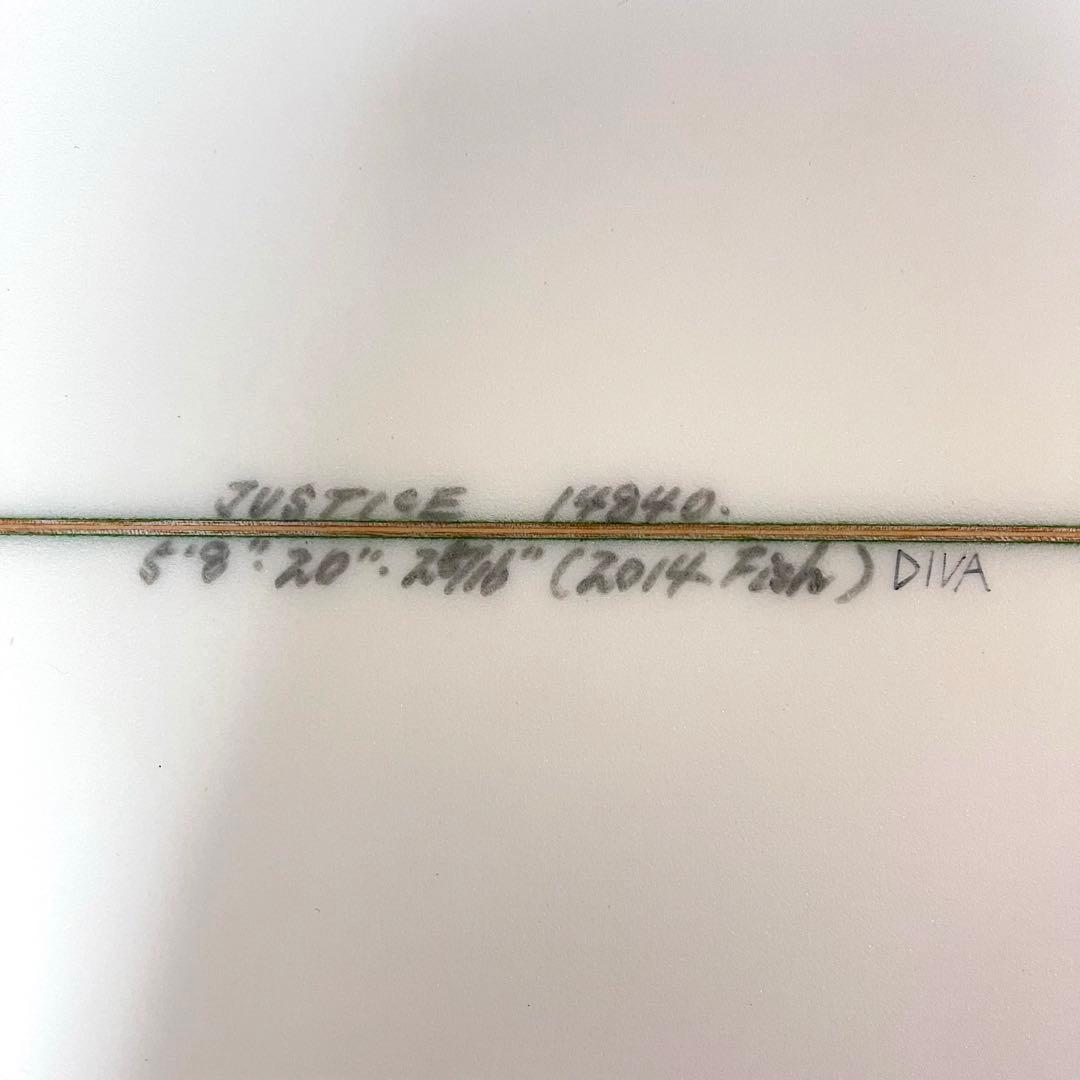 JUSTICE 14840.
5'8". 20". 2 5/16" (2014. Fish) DIVA